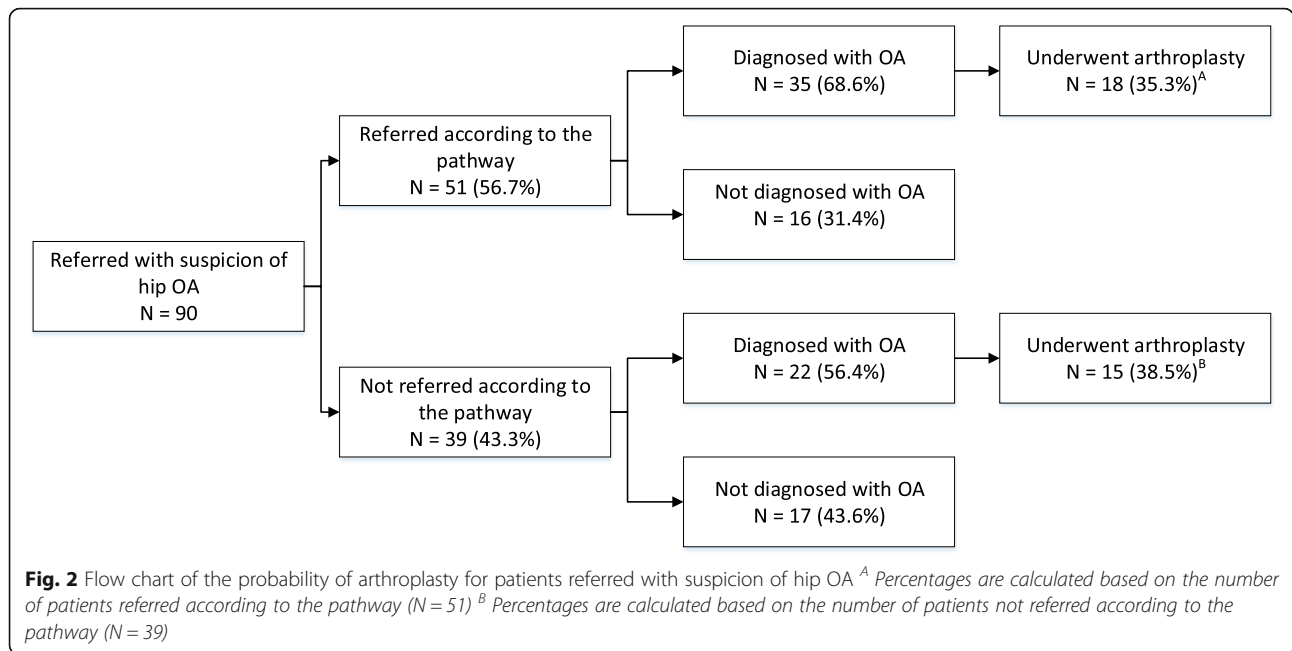 Referred with suspicion of
hip OA
N = 90
Referred according to the
pathway
N = 51 (56.7%)
Diagnosed with OA
N = 35 (68.6%)
Underwent arthroplasty
N = 18 (35.3%)A
Not diagnosed with OA
N = 16 (31.4%)
Not referred according to
the pathway
N = 39 (43.3%)
Diagnosed with OA
N = 22 (56.4%)
Underwent arthroplasty
N = 15 (38.5%)B
Not diagnosed with OA
N = 17 (43.6%)
Fig. 2 Flow chart of the probability of arthroplasty for patients referred with suspicion of hip OA A Percentages are calculated based on the number
of patients referred according to the pathway (N = 51) B Percentages are calculated based on the number of patients not referred according to the
pathway (N = 39)